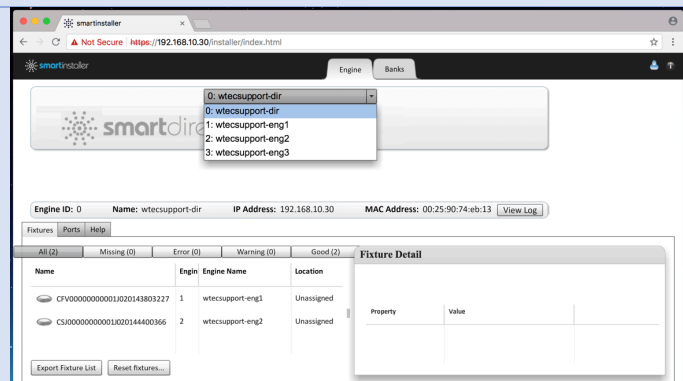 smartinstaller
Not Secure https://192.168.10.30/installer/index.html
smartinstaller
Engine
Banks
0: wtecsupport-dir
0: wtecsupport-dir
1: wtecsupport-eng1
2: wtecsupport-eng2
3: wtecsupport-eng3
smartdire
Engine ID: 0 Name: wtecsupport-dir IP Address: 192.168.10.30 MAC Address: 00:25:90:74:eb:13 View Log
Fixtures Ports Help
All (2) Missing (0) Error (0) Warning (0) Good (2)
Fixture Detail
Name Engin Engine Name Location
Property Value
CFV00000000001J020143803227 1 wtecsupport-eng1 Unassigned
CSJ00000000001J020144400366 2 wtecsupport-eng2 Unassigned
Export Fixture List Reset fixtures...